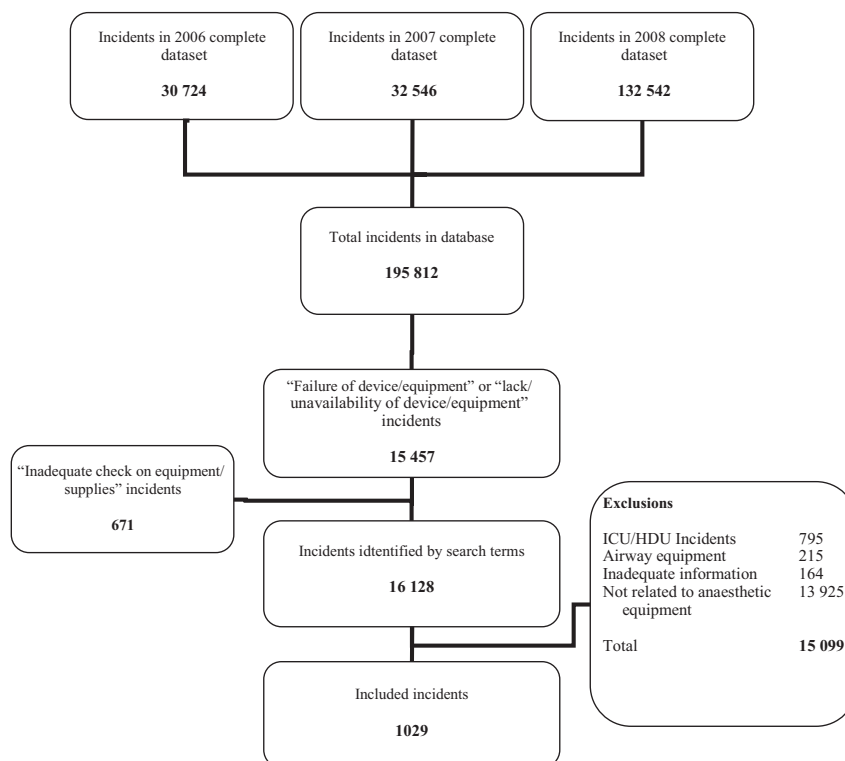 Incidents in 2006 complete
dataset
30 724
Incidents in 2007 complete
dataset
32 546
Incidents in 2008 complete
dataset
132 542
Total incidents in database
195 812
“Failure of device/equipment” or “lack/
unavailability of device/equipment”
incidents
15 457
“Inadequate check on equipment/
supplies” incidents
671
Incidents idtentified by search terms
16 128
Exclusions
ICU/HDU Incidents 795
Airway equipment 215
Inadequate information 164
Not related to anaesthetic 13 925
equipment
Total 15 099
Included incidents
1029